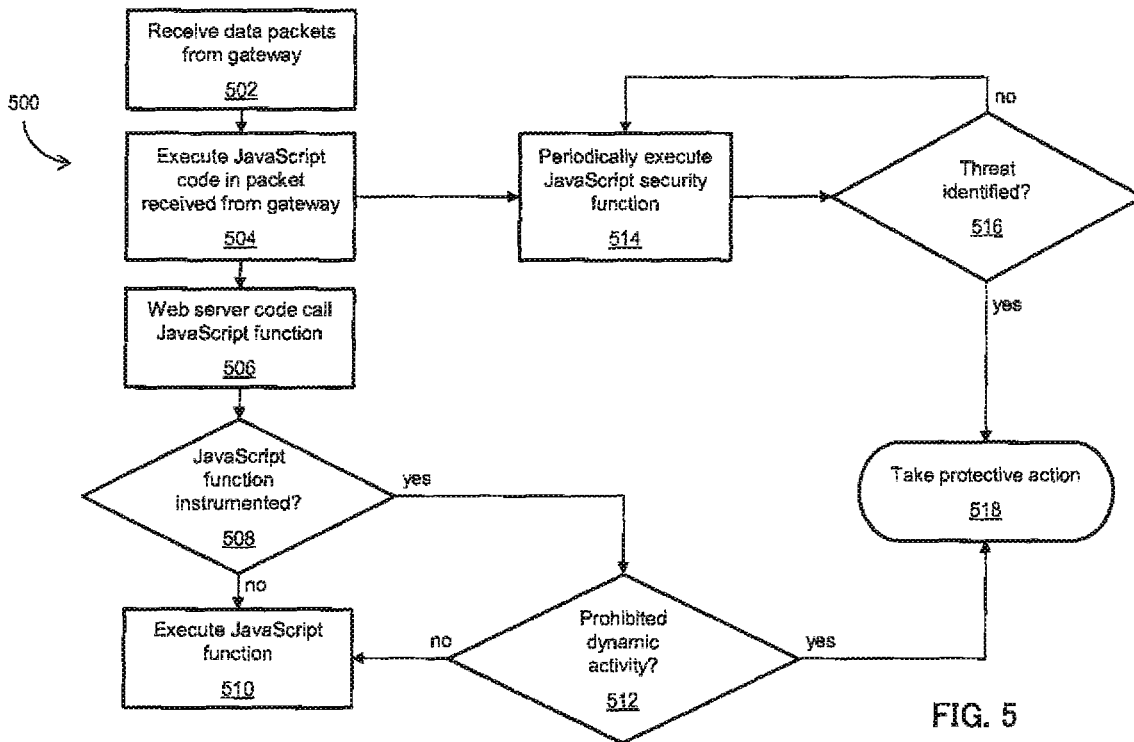 Receive data packets
from gateway
502
500
Execute JavaScript
code in packet
received from gateway
504
Periodically execute
JavaScript security
function
514
no
Threat
identified?
516
yes
Web server code call
JavaScript function
506
JavaScript
function
instrumented?
508
yes
no
Take protective action
518
Execute JavaScript
function
510
no
Prohibited
dynamic
activity?
512
yes
FIG. 5